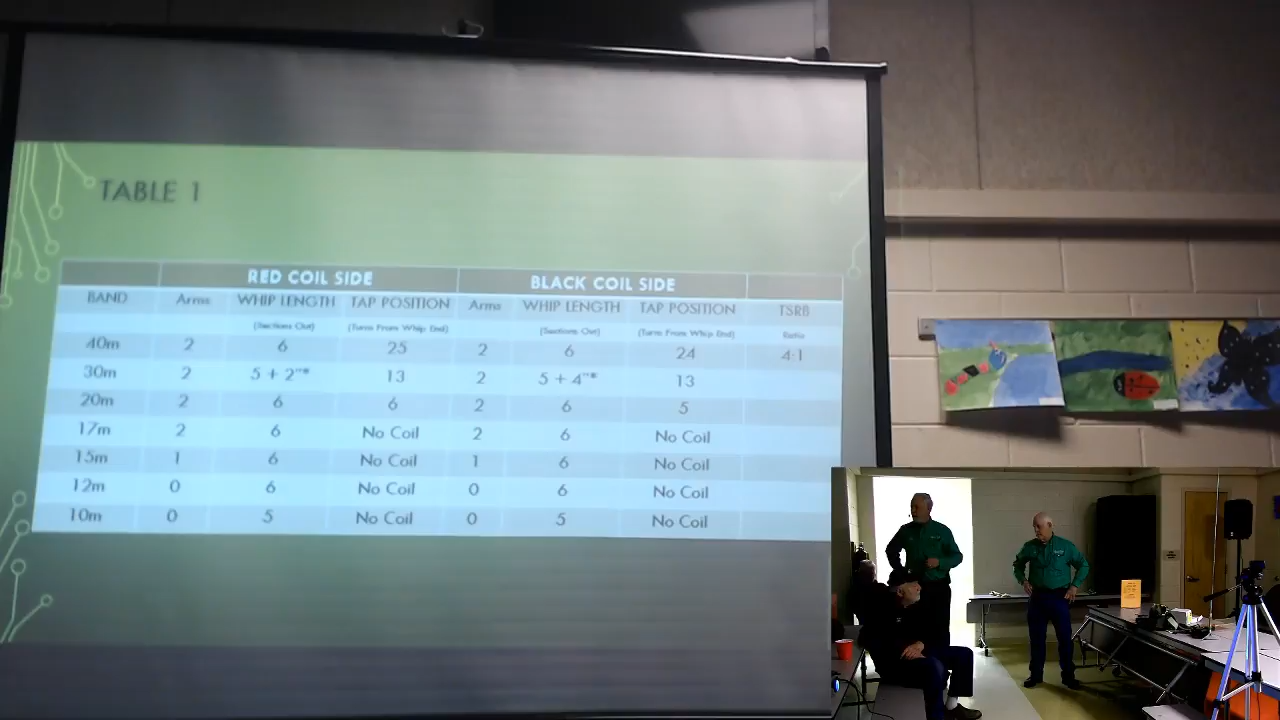 TABLE 1
RED COIL SIDE BLACK COIL SIDE
BAND Arms WHIP LENGTH TAP POSITION Arms WHIP LENGTH TAP POSITION TSRB
(Sections Out) (Turns From Whip End) (Sections Out) (Turns From Whip End) Ratio
40m 2 6 25 2 6 24 4:1
30m 2 5 + 2"* 13 2 5 + 4"* 13
20m 2 6 6 2 6 5
17m 2 6 No Coil 2 6 No Coil
15m 1 6 No Coil 1 6 No Coil
12m 0 6 No Coil 0 6 No Coil
10m 0 5 No Coil 0 5 No Coil